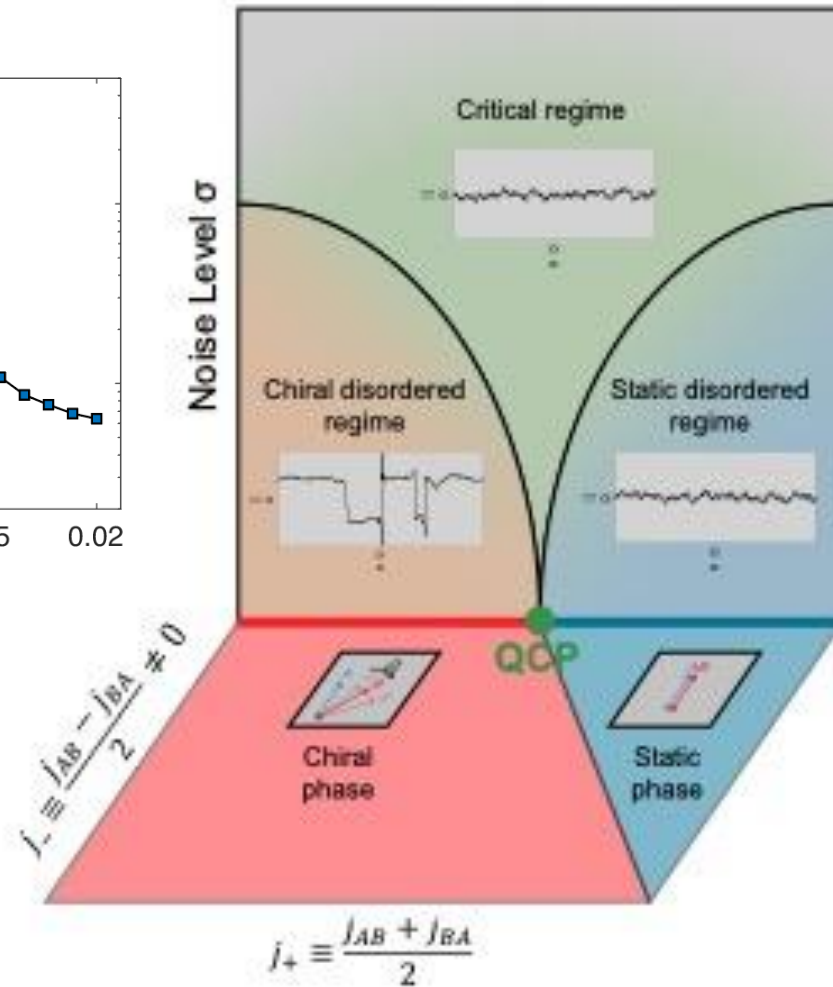 Critical regime
Noise Level σ
Chiral disordered
regime
Static disordered
regime
5
0.02
QCP
j₋ ≡ (j_AB − j_BA)/2 ≠ 0
Chiral
phase
Static
phase
j₊ ≡ (j_AB + j_BA)/2